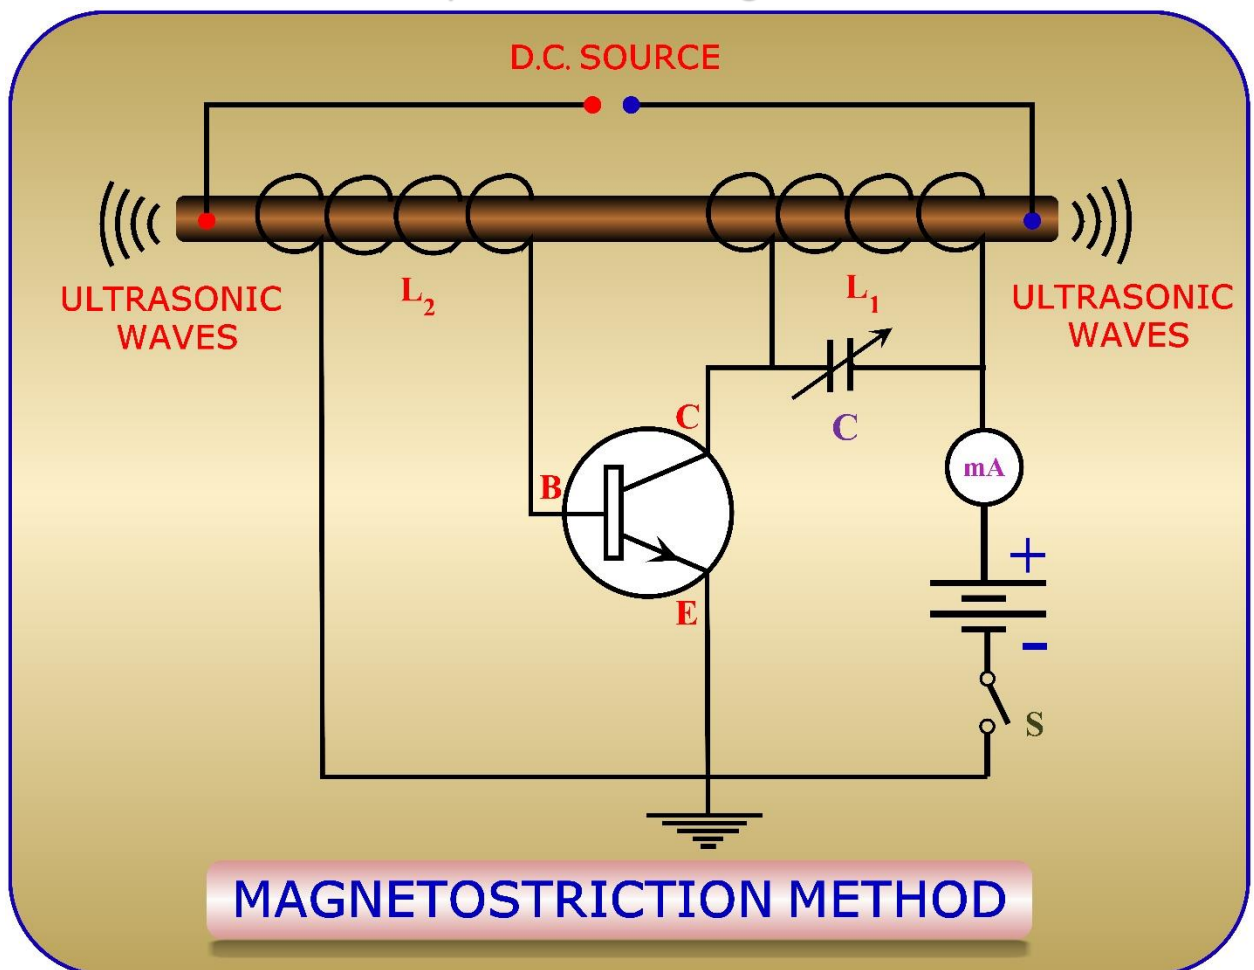 D.C. SOURCE
ULTRASONIC
WAVES
L₂
L₁
ULTRASONIC
WAVES
C
C
B
mA
E
+
-
S
MAGNETOSTRICTION METHOD